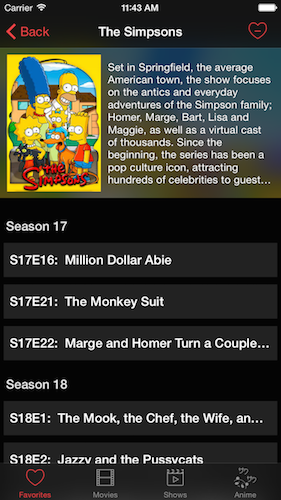 Carrier 11:43 AM
Back The Simpsons
Set in Springfield, the average
American town, the show focuses
on the antics and everyday
adventures of the Simpson family;
Homer, Marge, Bart, Lisa and
Maggie, as well as a virtual cast
of thousands. Since the
beginning, the series has been a
pop culture icon, attracting
hundreds of celebrities to guest...
THE SIMPSONS
Season 17
S17E16: Million Dollar Abie
S17E21: The Monkey Suit
S17E22: Marge and Homer Turn a Couple...
Season 18
S18E1: The Mook, the Chef, the Wife, an...
S18E2: Jazzy and the Pussycats
Favorites Movies Shows Anime